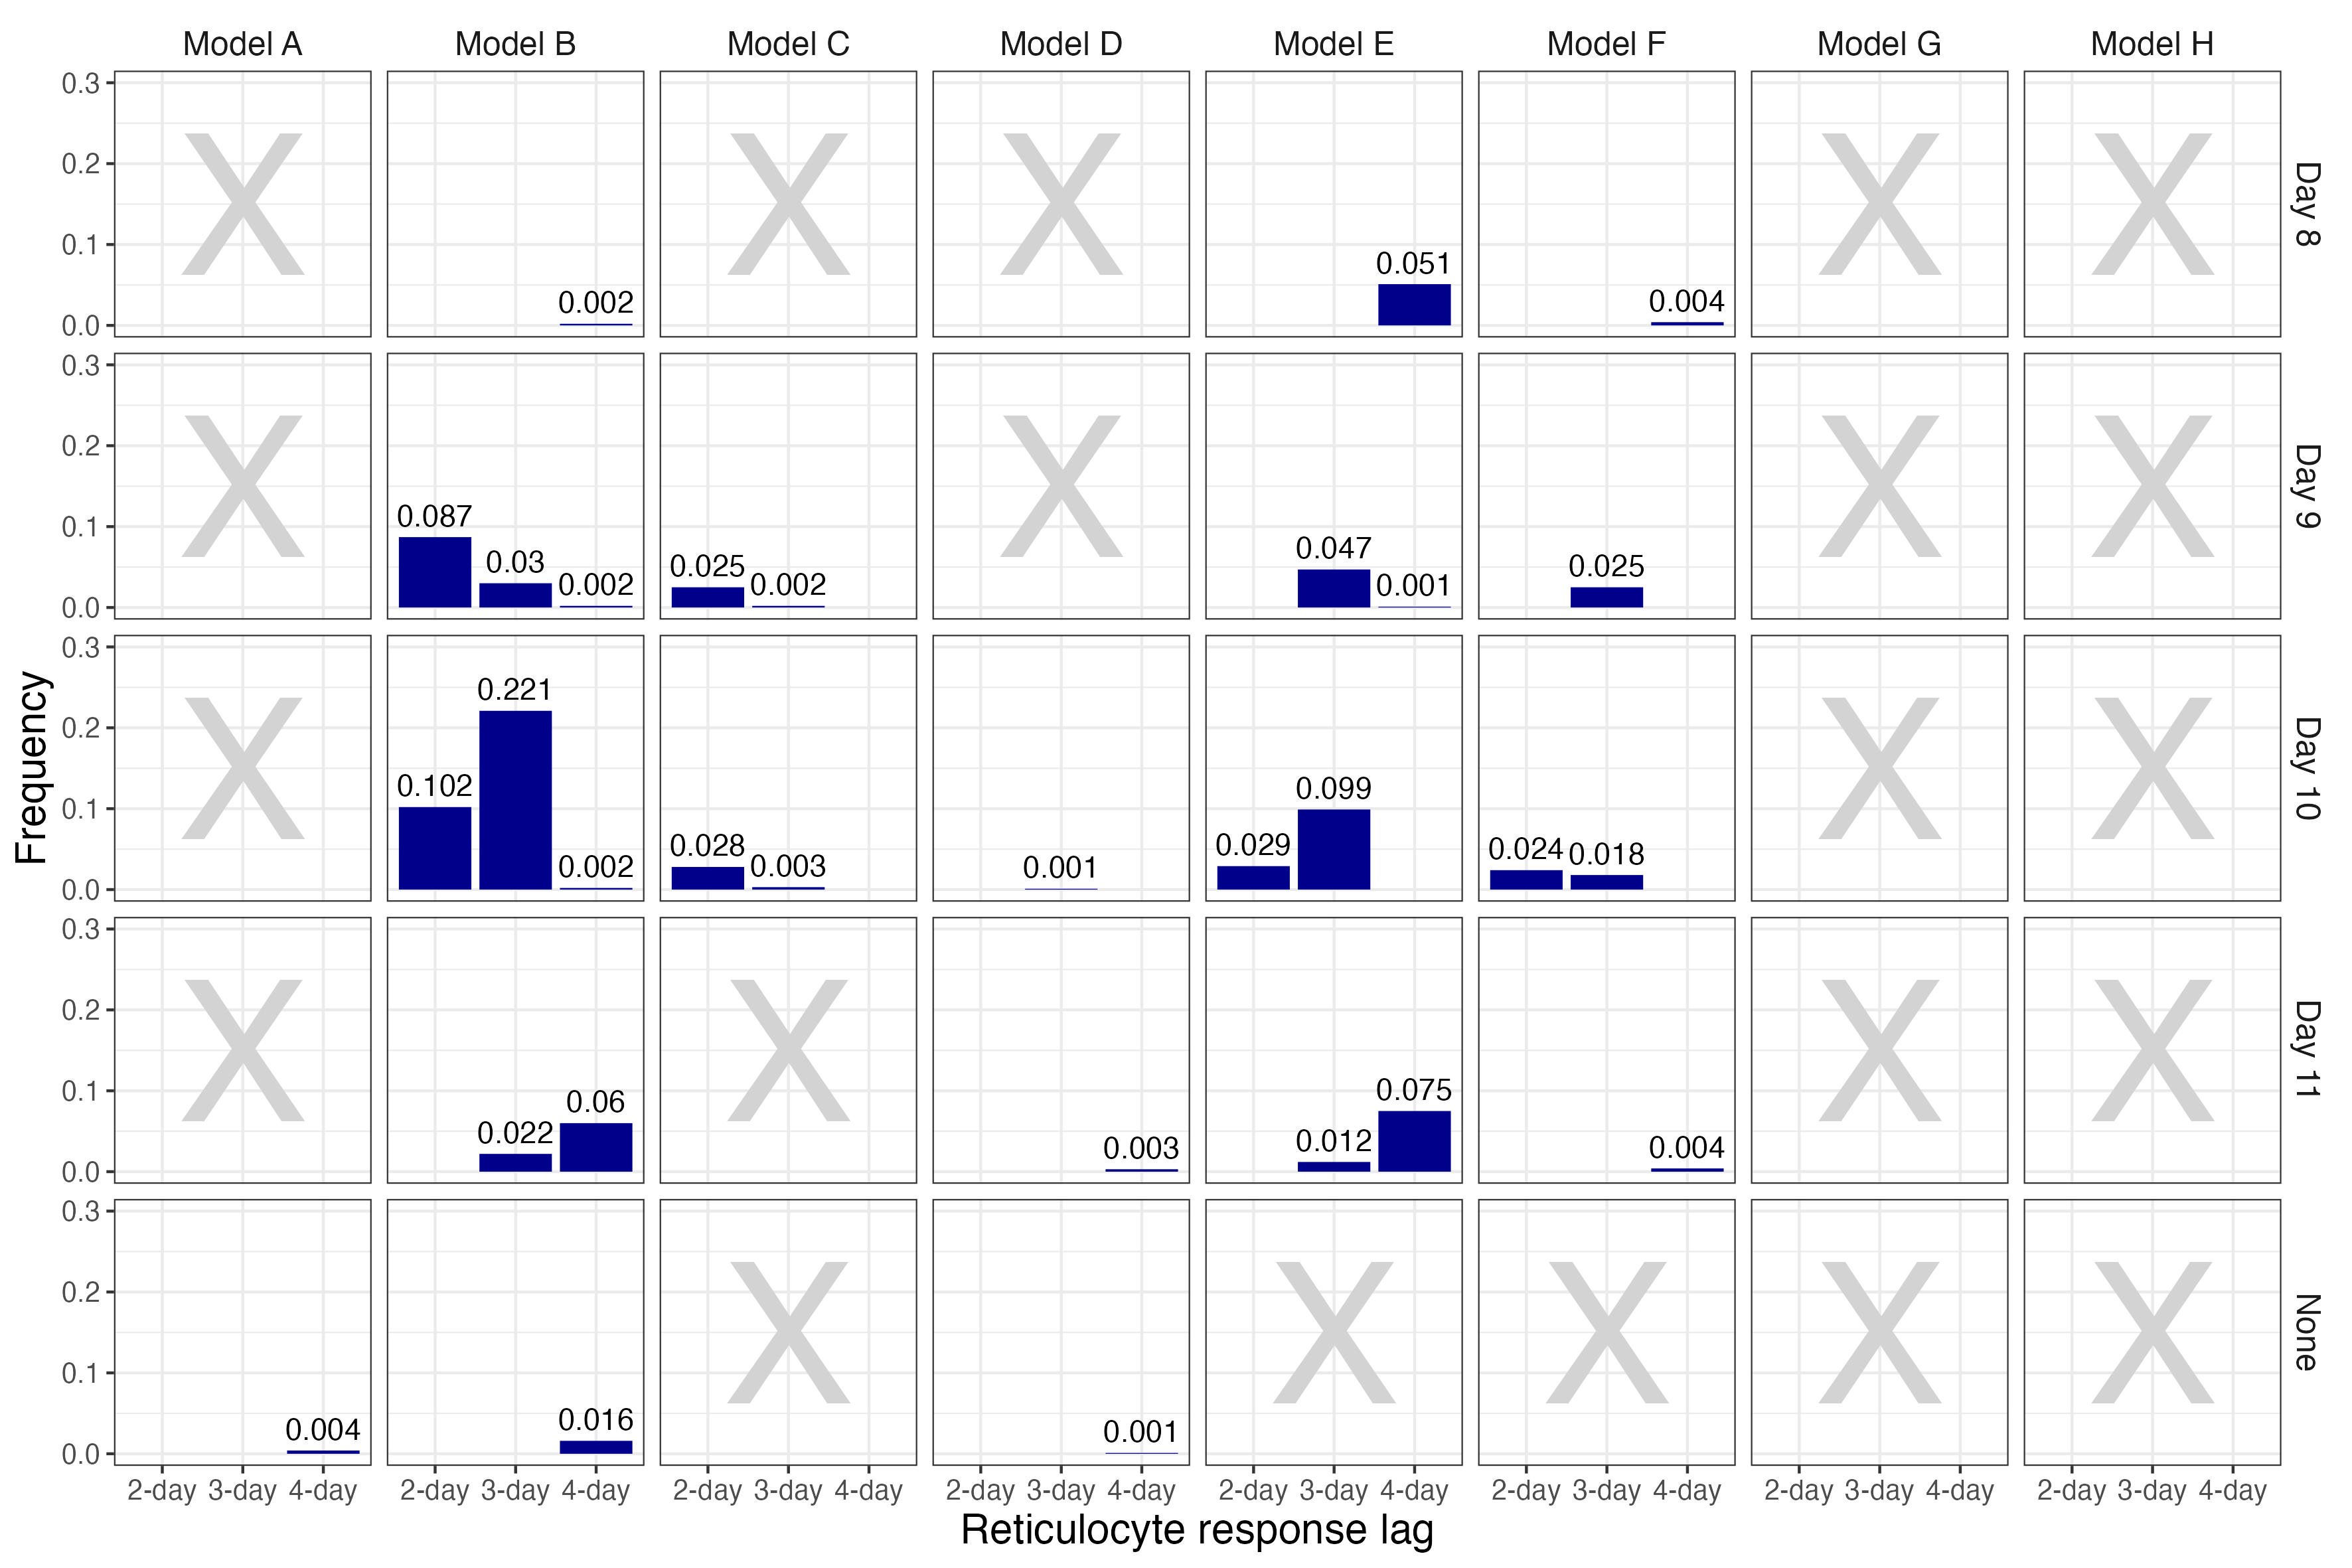 Model A Model B Model C Model D Model E Model F Model G Model H
0.3
0.2
0.1
0.0
X
0.002
X
X
0.051
0.004
X
X
Day 8
0.3
0.2
0.1
0.0
X
0.087
0.03
0.002
0.025
0.002
X
0.047
0.001
0.025
X
X
Day 9
Frequency
0.3
0.2
0.1
0.0
X
0.102
0.221
0.002
0.028
0.003
0.001
0.029
0.099
0.024
0.018
X
X
Day 10
0.3
0.2
0.1
0.0
X
0.022
0.06
X
0.003
0.012
0.075
0.004
X
X
Day 11
0.3
0.2
0.1
0.0
0.004
0.016
X
0.001
X
X
X
X
None
2-day 3-day 4-day 2-day 3-day 4-day 2-day 3-day 4-day 2-day 3-day 4-day 2-day 3-day 4-day 2-day 3-day 4-day 2-day 3-day 4-day 2-day 3-day 4-day
Reticulocyte response lag